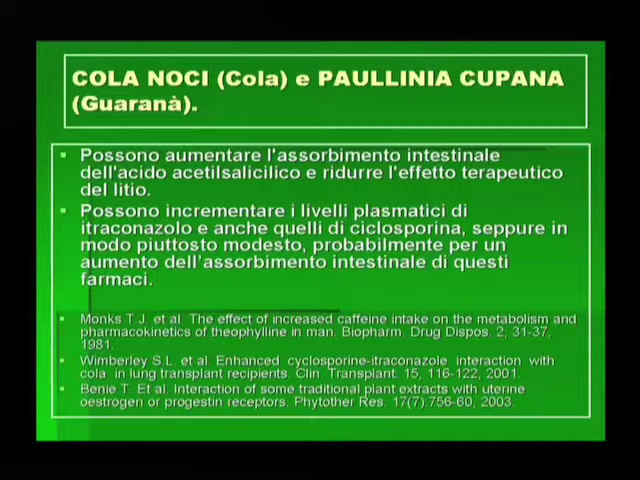 COLA NOCI (Cola) e PAULLINIA CUPANA
(Guaranà).
Possono aumentare l'assorbimento intestinale
dell'acido acetilsalicilico e ridurre l'effetto terapeutico
del litio.
Possono incrementare i livelli plasmatici di
itraconazolo e anche quelli di ciclosporina, seppure in
modo piuttosto modesto, probabilmente per un
aumento dell'assorbimento intestinale di questi
farmaci.
Monks T.J. et al. The effect of increased caffeine intake on the metabolism and
pharmacokinetics of theophylline in man. Biopharm. Drug Dispos. 2, 31-37,
1981.
Wimberley S.L. et al. Enhanced cyclosporine-itraconazole interaction with
cola in lung transplant recipients. Clin. Transplant. 15, 116-122, 2001.
Benie T. Et al. Interaction of some traditional plant extracts with uterine
oestrogen or progestin receptors. Phytother Res. 17(7):756-60, 2003.